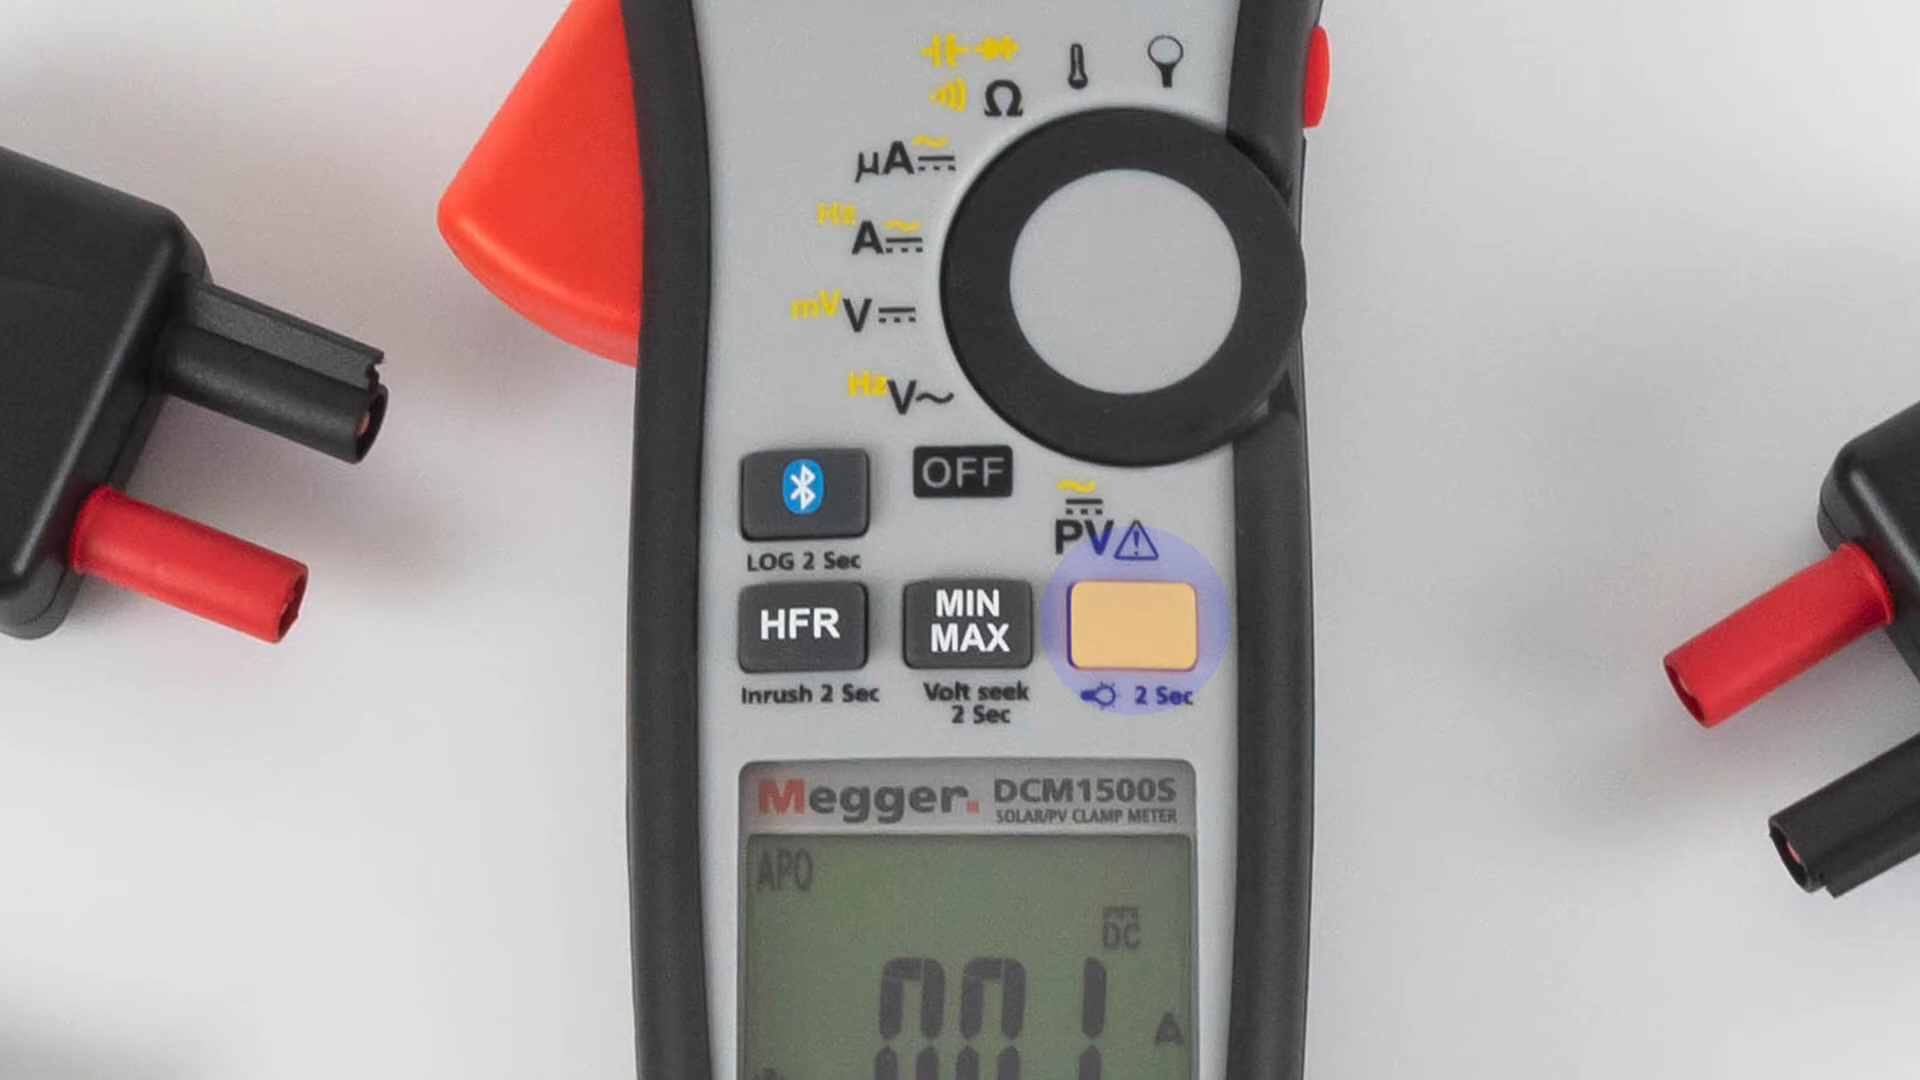 Ω
µA
Hz
A
mV V
Hz V~
OFF
PV
LOG 2 Sec
HFR
MIN
MAX
Inrush 2 Sec
Volt seek
2 Sec
2 Sec
Megger. DCM1500S
SOLAR/PV CLAMP METER
APO
DC
001
A